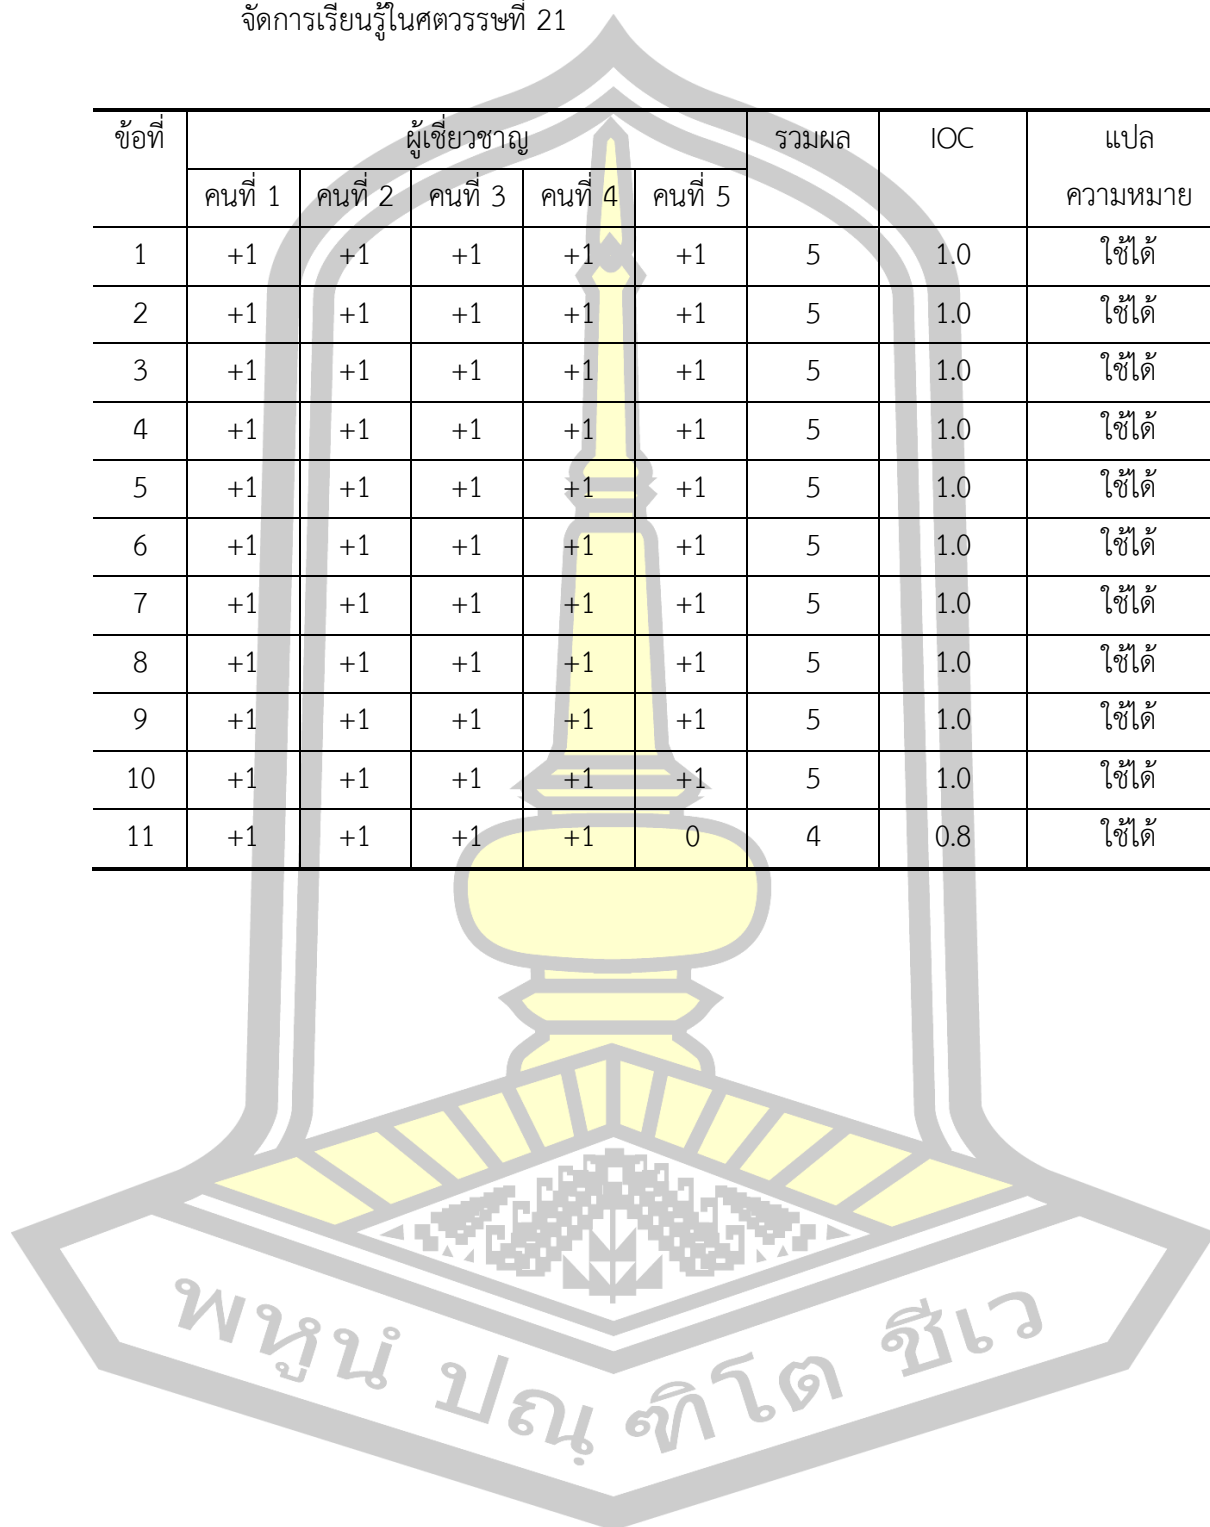 จัดการเรียนรู้ในศตวรรษที่ 21
ข้อที่ ผู้เชี่ยวชาญ รวมผล IOC แปล
คนที่ 1 คนที่ 2 คนที่ 3 คนที่ 4 คนที่ 5 ความหมาย
1 +1 +1 +1 +1 +1 5 1.0 ใช้ได้
2 +1 +1 +1 +1 +1 5 1.0 ใช้ได้
3 +1 +1 +1 +1 +1 5 1.0 ใช้ได้
4 +1 +1 +1 +1 +1 5 1.0 ใช้ได้
5 +1 +1 +1 +1 +1 5 1.0 ใช้ได้
6 +1 +1 +1 +1 +1 5 1.0 ใช้ได้
7 +1 +1 +1 +1 +1 5 1.0 ใช้ได้
8 +1 +1 +1 +1 +1 5 1.0 ใช้ได้
9 +1 +1 +1 +1 +1 5 1.0 ใช้ได้
10 +1 +1 +1 +1 +1 5 1.0 ใช้ได้
11 +1 +1 +1 +1 0 4 0.8 ใช้ได้
พหูนํ ปณฺฑิโต ชีเว